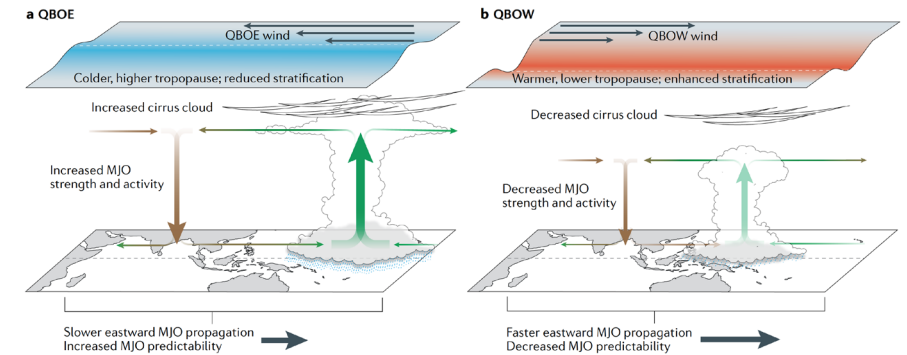 a QBOE
QBOE wind
Colder, higher tropopause; reduced stratification
Increased cirrus cloud
Increased MJO
strength and activity
Slower eastward MJO propagation
Increased MJO predictability
b QBOW
QBOW wind
Warmer, lower tropopause; enhanced stratification
Decreased cirrus cloud
Decreased MJO
strength and activity
Faster eastward MJO propagation
Decreased MJO predictability